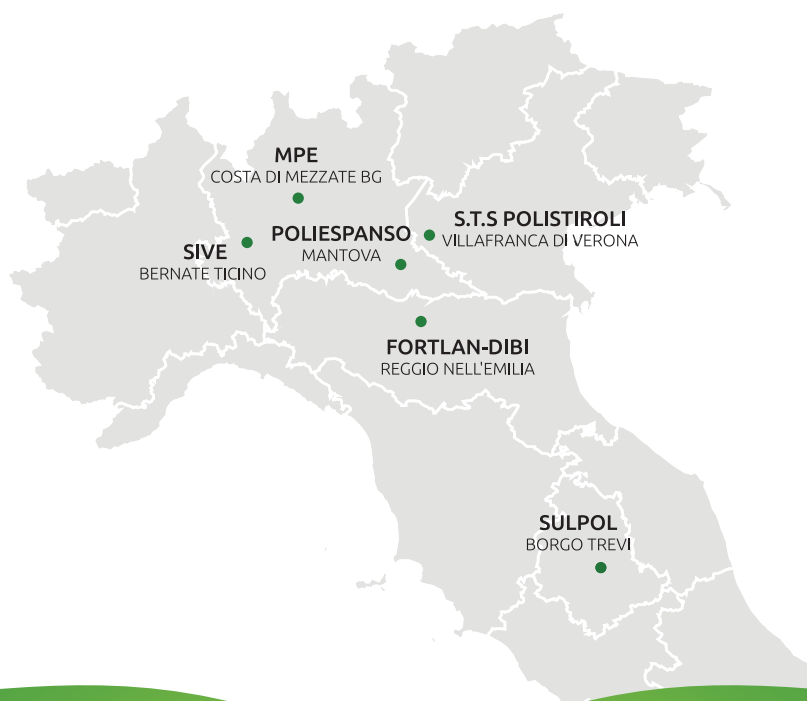 MPE
COSTA DI MEZZATE BG
S.T.S POLISTIROLI
VILLAFRANCA DI VERONA
POLIESPANSO
MANTOVA
SIVE
BERNATE TICINO
FORTLAN-DIBI
REGGIO NELL'EMILIA
SULPOL
BORGO TREVI